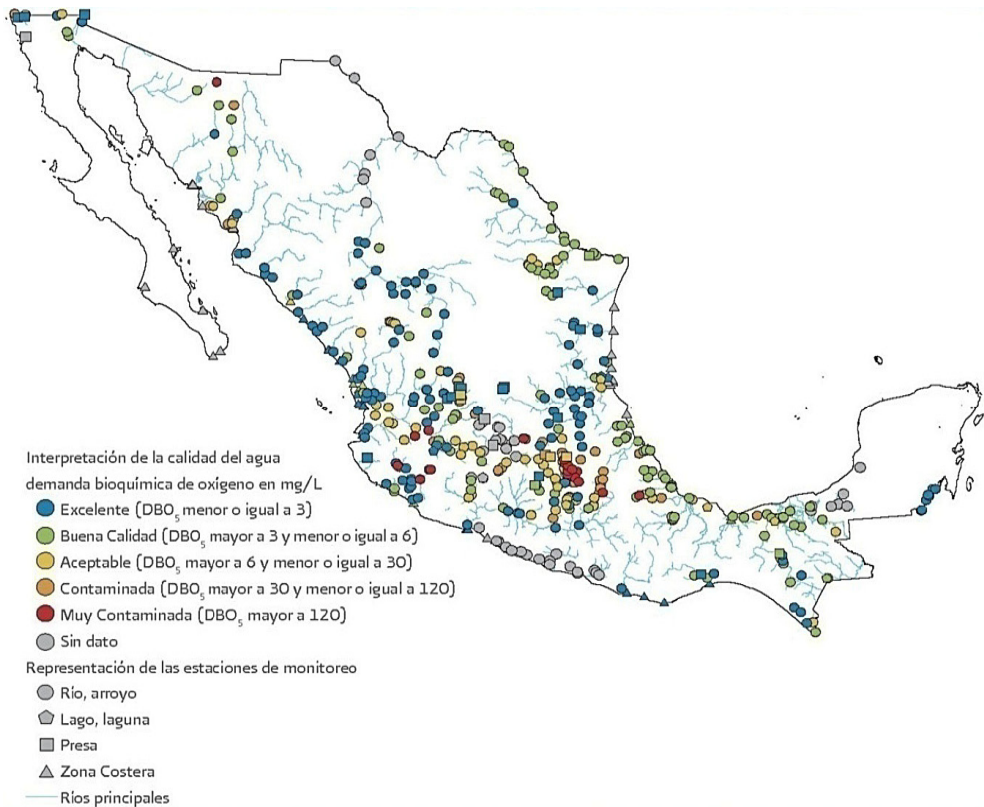 Interpretación de la calidad del agua
demanda bioquímica de oxígeno en mg/L
Excelente (DBO₅ menor o igual a 3)
Buena Calidad (DBO₅ mayor a 3 y menor o igual a 6)
Aceptable (DBO₅ mayor a 6 y menor o igual a 30)
Contaminada (DBO₅ mayor a 30 y menor o igual a 120)
Muy Contaminada (DBO₅ mayor a 120)
Sin dato
Representación de las estaciones de monitoreo
Río, arroyo
Lago, laguna
Presa
Zona Costera
Ríos principales